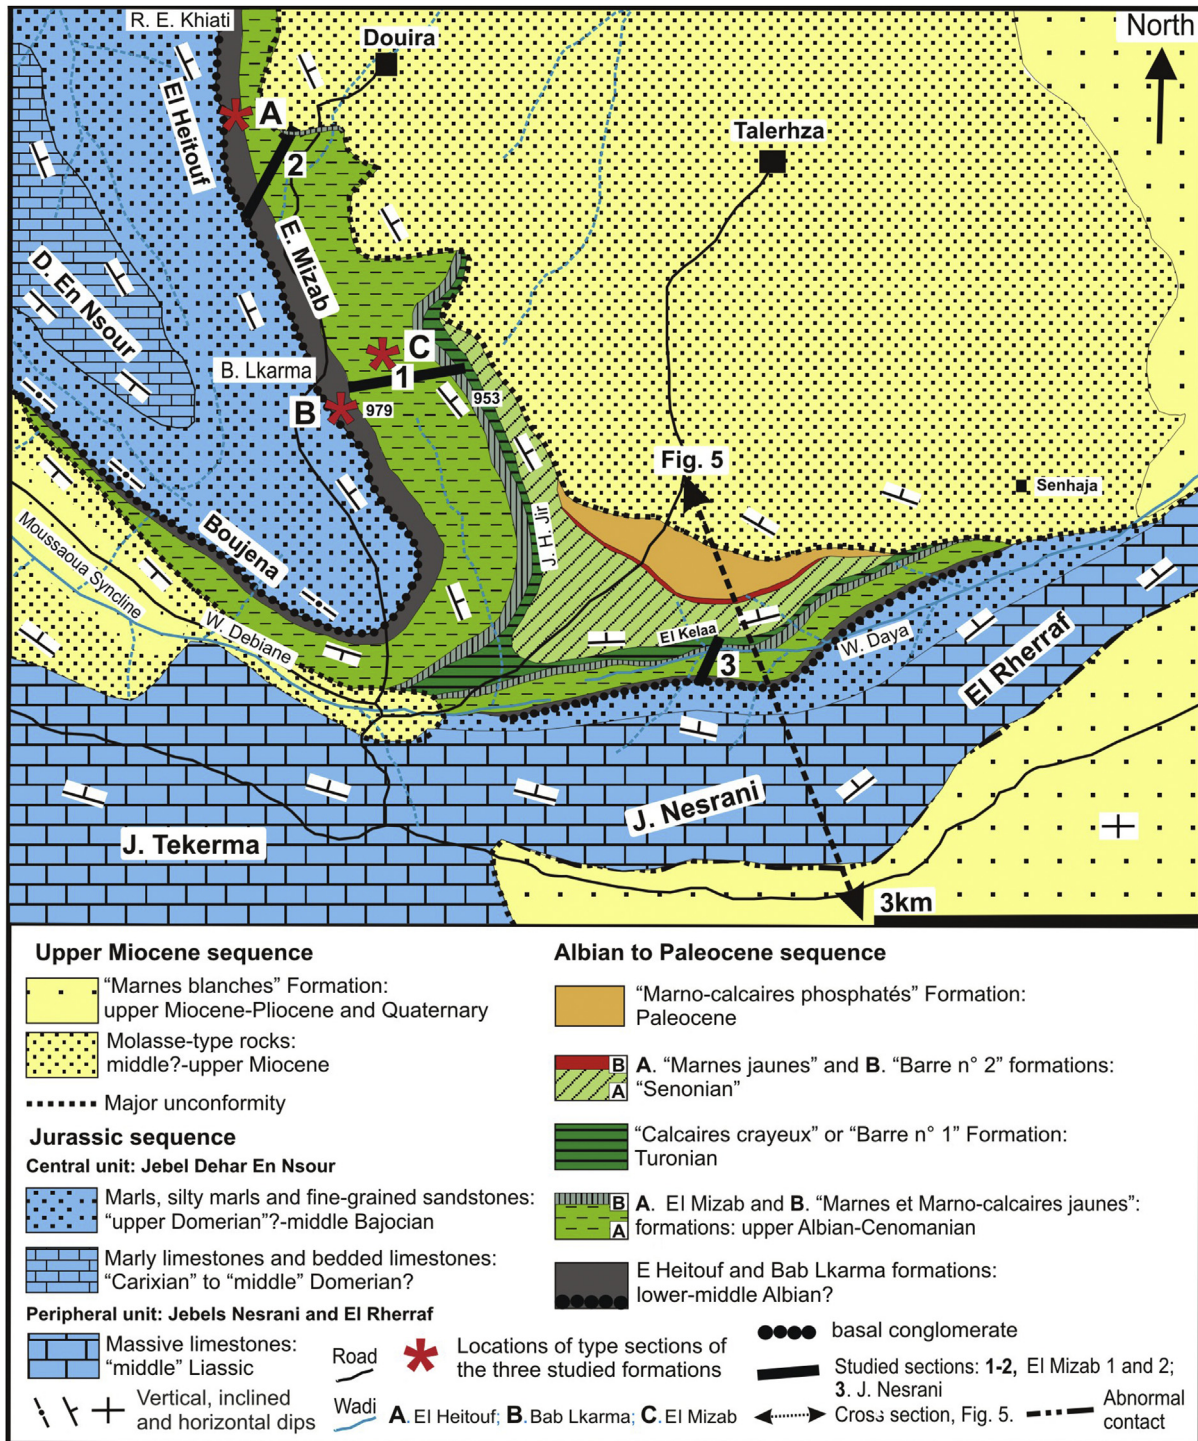 R. E. Khiati
North
Douira
El Heitouf
A
Talerhza
2
E. Mizab
D. En Nsour
C
B. Lkarma
1
B
979
953
Fig. 5
Senhaja
J. H. Jir
Boujena
Moussaoua Syncline
W. Debiane
El Kelaa
W. Daya
3
El Rherraf
J. Nesrani
J. Tekerma
3km
Upper Miocene sequence
“Marnes blanches” Formation:
upper Miocene-Pliocene and Quaternary
Molasse-type rocks:
middle?-upper Miocene
Major unconformity
Jurassic sequence
Central unit: Jebel Dehar En Nsour
Marls, silty marls and fine-grained sandstones:
“upper Domerian”?-middle Bajocian
Marly limestones and bedded limestones:
“Carixian” to “middle” Domerian?
Peripheral unit: Jebels Nesrani and El Rherraf
Massive limestones:
“middle” Liassic
Vertical, inclined
and horizontal dips
Road
Wadi
Albian to Paleocene sequence
“Marno-calcaires phosphatés” Formation:
Paleocene
B
A
A. “Marnes jaunes” and B. “Barre n° 2” formations:
“Senonian”
“Calcaires crayeux” or “Barre n° 1” Formation:
Turonian
B
A
A. El Mizab and B. “Marnes et Marno-calcaires jaunes”:
formations: upper Albian-Cenomanian
E Heitouf and Bab Lkarma formations:
lower-middle Albian?
basal conglomerate
Locations of type sections of
the three studied formations
A. El Heitouf; B. Bab Lkarma; C. El Mizab
Studied sections: 1-2, El Mizab 1 and 2;
3. J. Nesrani
Cross section, Fig. 5.
Abnormal
contact